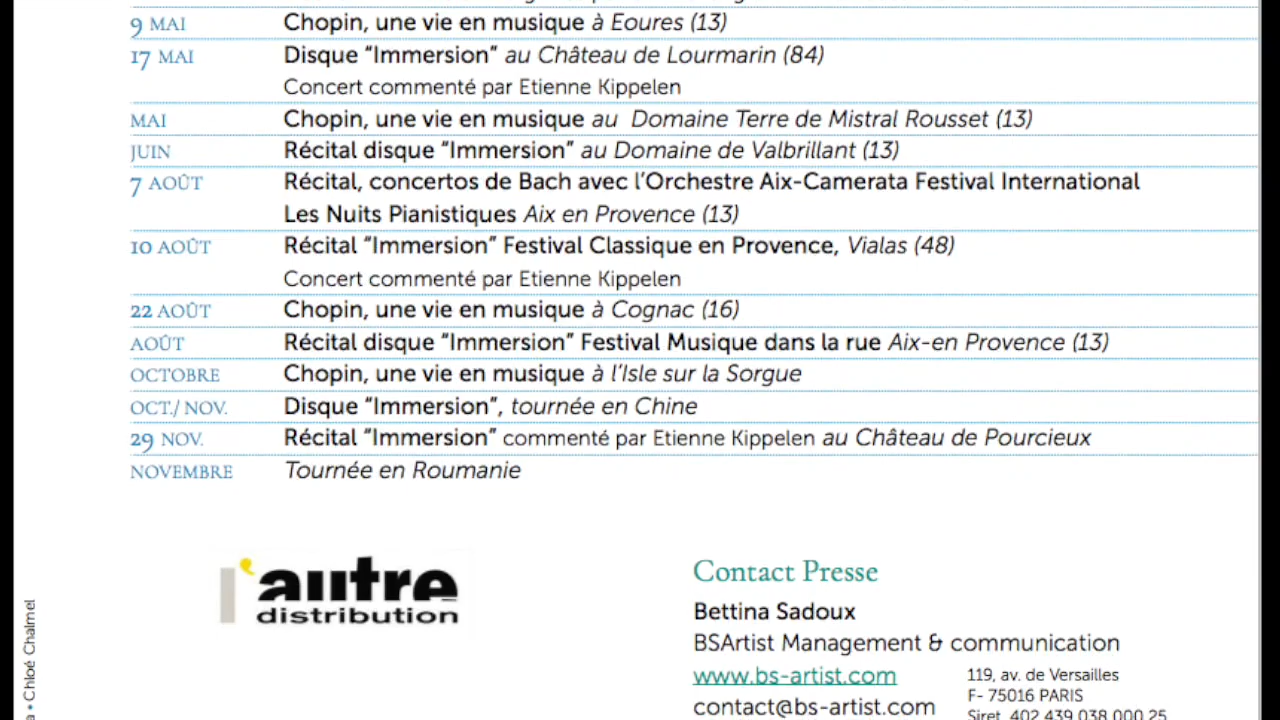 9 MAI Chopin, une vie en musique à Eoures (13)
17 MAI Disque “Immersion” au Château de Lourmarin (84)
Concert commenté par Etienne Kippelen
MAI Chopin, une vie en musique au Domaine Terre de Mistral Rousset (13)
JUIN Récital disque “Immersion” au Domaine de Valbrillant (13)
7 AOÛT Récital, concertos de Bach avec l’Orchestre Aix-Camerata Festival International
Les Nuits Pianistiques Aix en Provence (13)
10 AOÛT Récital “Immersion” Festival Classique en Provence, Vialas (48)
Concert commenté par Etienne Kippelen
22 AOÛT Chopin, une vie en musique à Cognac (16)
AOÛT Récital disque “Immersion” Festival Musique dans la rue Aix-en Provence (13)
OCTOBRE Chopin, une vie en musique à l’Isle sur la Sorgue
OCT./ NOV. Disque “Immersion”, tournée en Chine
29 NOV. Récital “Immersion” commenté par Etienne Kippelen au Château de Pourcieux
NOVEMBRE Tournée en Roumanie
l’autre
distribution
Contact Presse
Bettina Sadoux
BSArtist Management & communication
www.bs-artist.com
contact@bs-artist.com
119, av. de Versailles
F- 75016 PARIS
Siret 402 439 038 000 25
• Chloé Chalmel